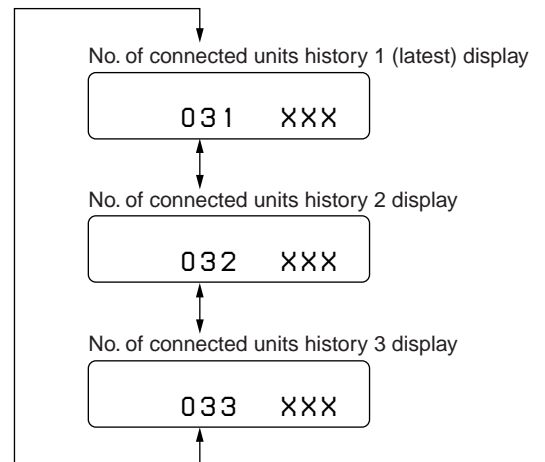 No. of connected units history 1 (latest) display
031 XXX
No. of connected units history 2 display
032 XXX
No. of connected units history 3 display
033 XXX